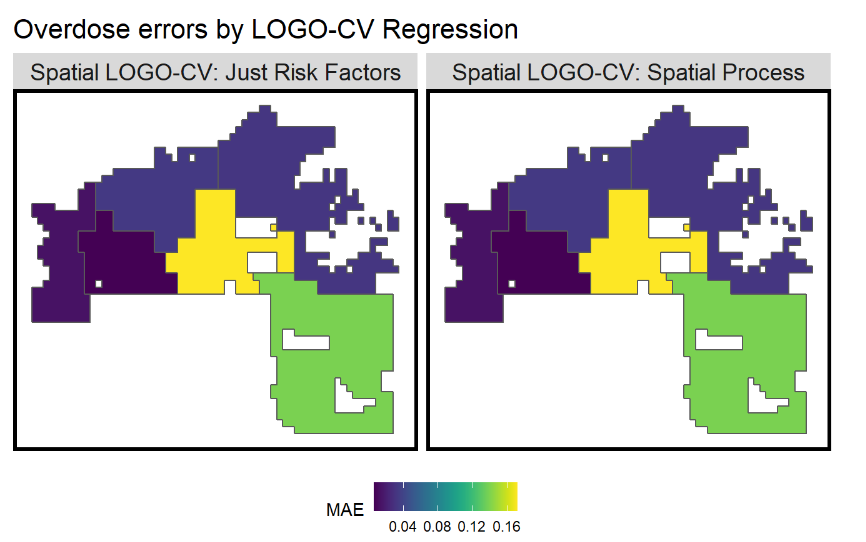 Overdose errors by LOGO-CV Regression
Spatial LOGO-CV: Just Risk Factors
Spatial LOGO-CV: Spatial Process
MAE
0.04 0.08 0.12 0.16